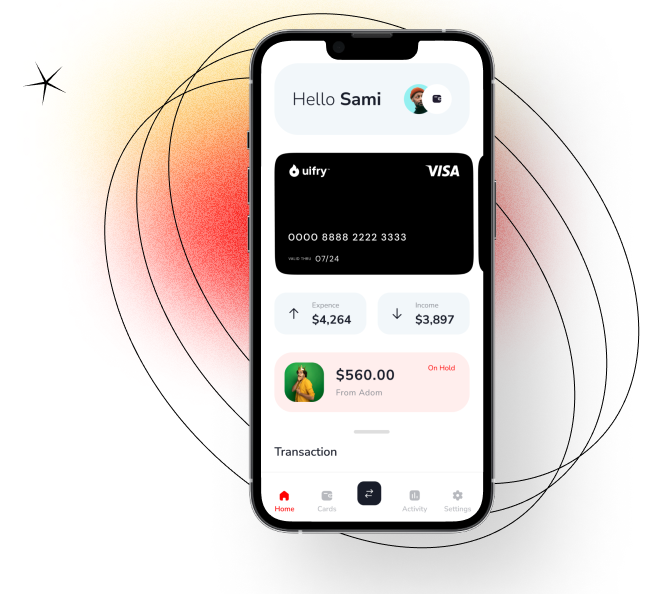 Hello Sami
uifry™
VISA
0000 8888 2222 3333
VALID THRU 07/24
Expence
$4,264
Income
$3,897
$560.00
On Hold
From Adom
Transaction
Home
Cards
Activity
Settings